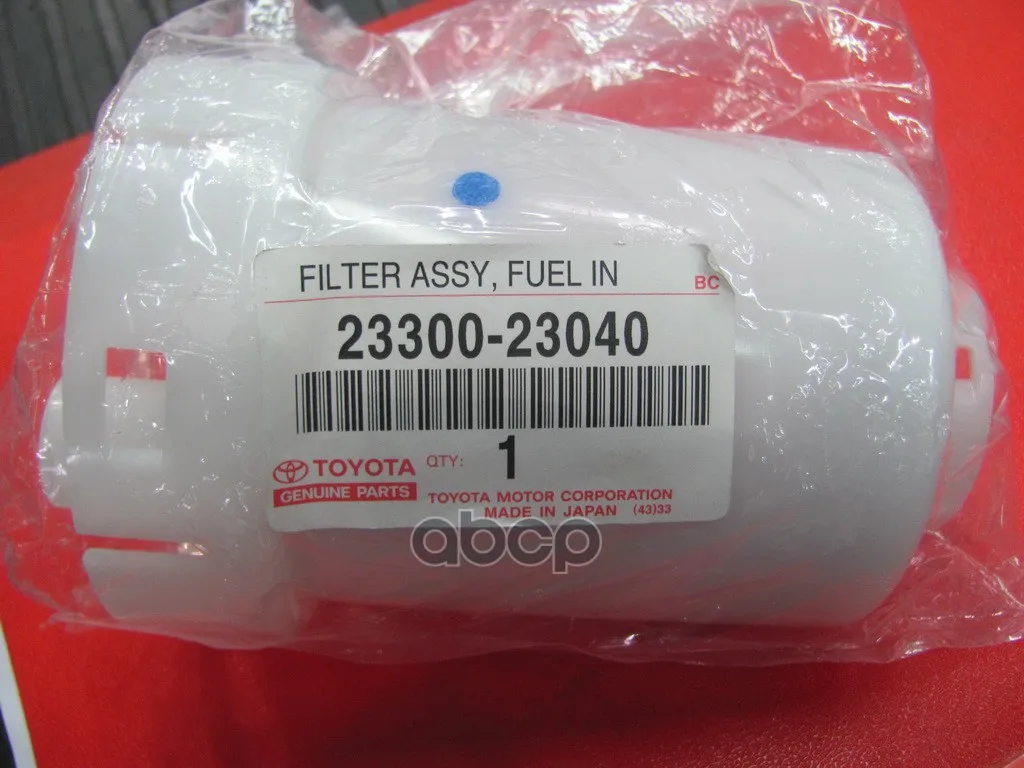 FILTER ASSY, FUEL IN
BC
23300-23040
TOYOTA QTY: 1
GENUINE PARTS
TOYOTA MOTOR CORPORATION
MADE IN JAPAN (43)33
abcp